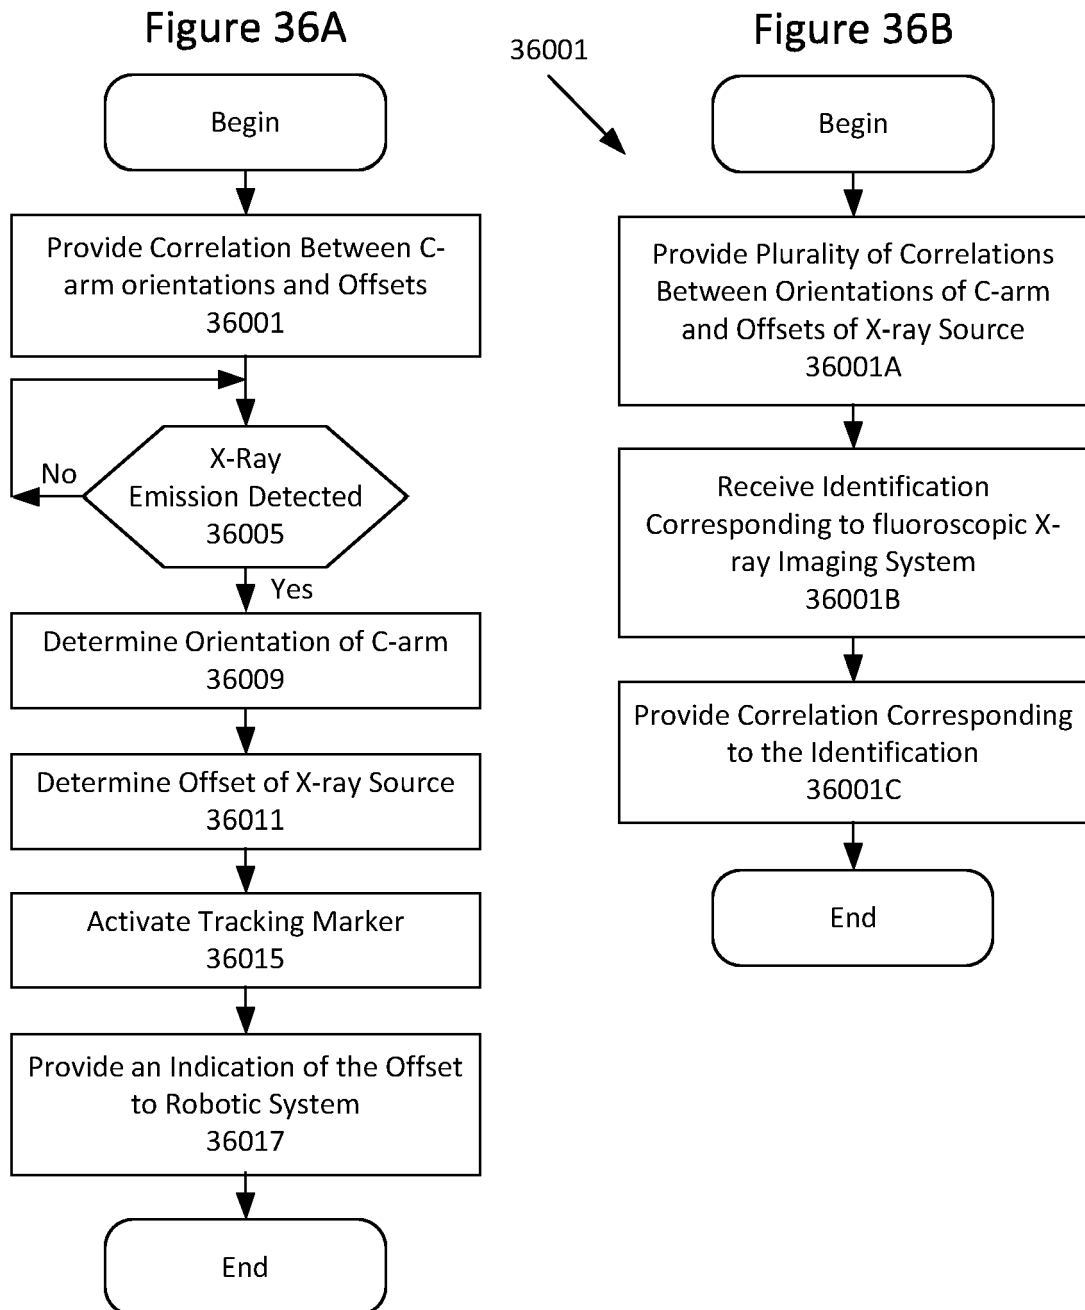 Figure 36A
Begin
Provide Correlation Between C-
arm orientations and Offsets
36001
No
X-Ray
Emission Detected
36005
Yes
Determine Orientation of C-arm
36009
Determine Offset of X-ray Source
36011
Activate Tracking Marker
36015
Provide an Indication of the Offset
to Robotic System
36017
End
36001
Figure 36B
Begin
Provide Plurality of Correlations
Between Orientations of C-arm
and Offsets of X-ray Source
36001A
Receive Identification
Corresponding to fluoroscopic X-
ray Imaging System
36001B
Provide Correlation Corresponding
to the Identification
36001C
End